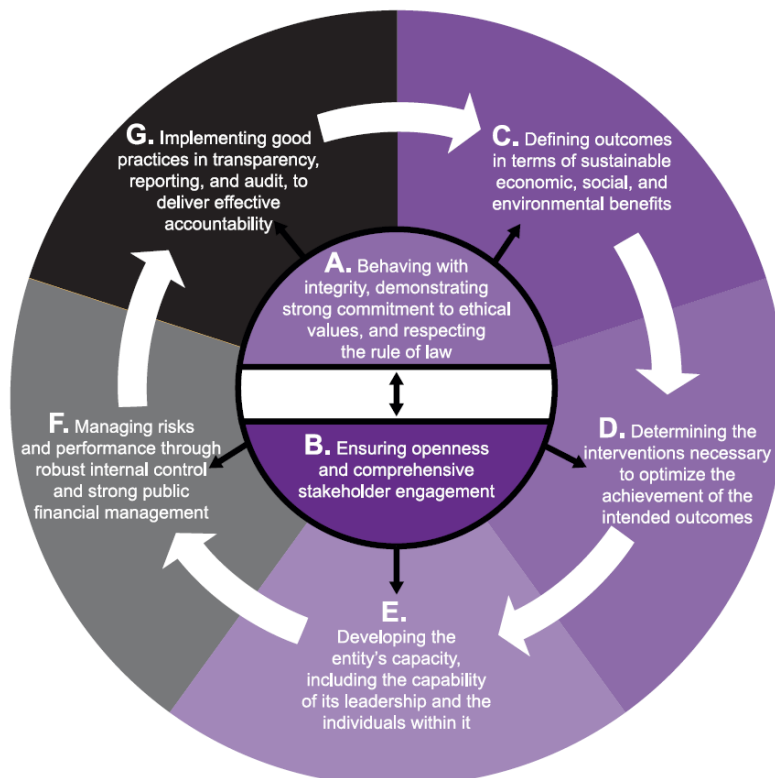 A. Behaving with
integrity, demonstrating
strong commitment to ethical
values, and respecting
the rule of law
B. Ensuring openness
and comprehensive
stakeholder engagement
C. Defining outcomes
in terms of sustainable
economic, social, and
environmental benefits
D. Determining the
interventions necessary
to optimize the
achievement of the
intended outcomes
E.
Developing the
entity’s capacity,
including the capability
of its leadership and the
individuals within it
F. Managing risks
and performance through
robust internal control
and strong public
financial management
G. Implementing good
practices in transparency,
reporting, and audit, to
deliver effective
accountability